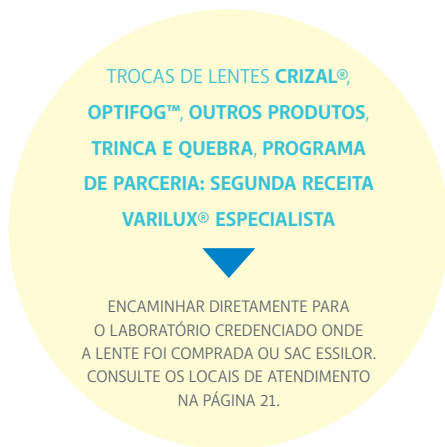 TROCAS DE LENTES CRIZAL®,
OPTIFOG™, OUTROS PRODUTOS,
TRINCA E QUEBRA, PROGRAMA
DE PARCERIA: SEGUNDA RECEITA
VARILUX® ESPECIALISTA
ENCAMINHAR DIRETAMENTE PARA
O LABORATÓRIO CREDENCIADO ONDE
A LENTE FOI COMPRADA OU SAC ESSILOR.
CONSULTE OS LOCAIS DE ATENDIMENTO
NA PÁGINA 21.